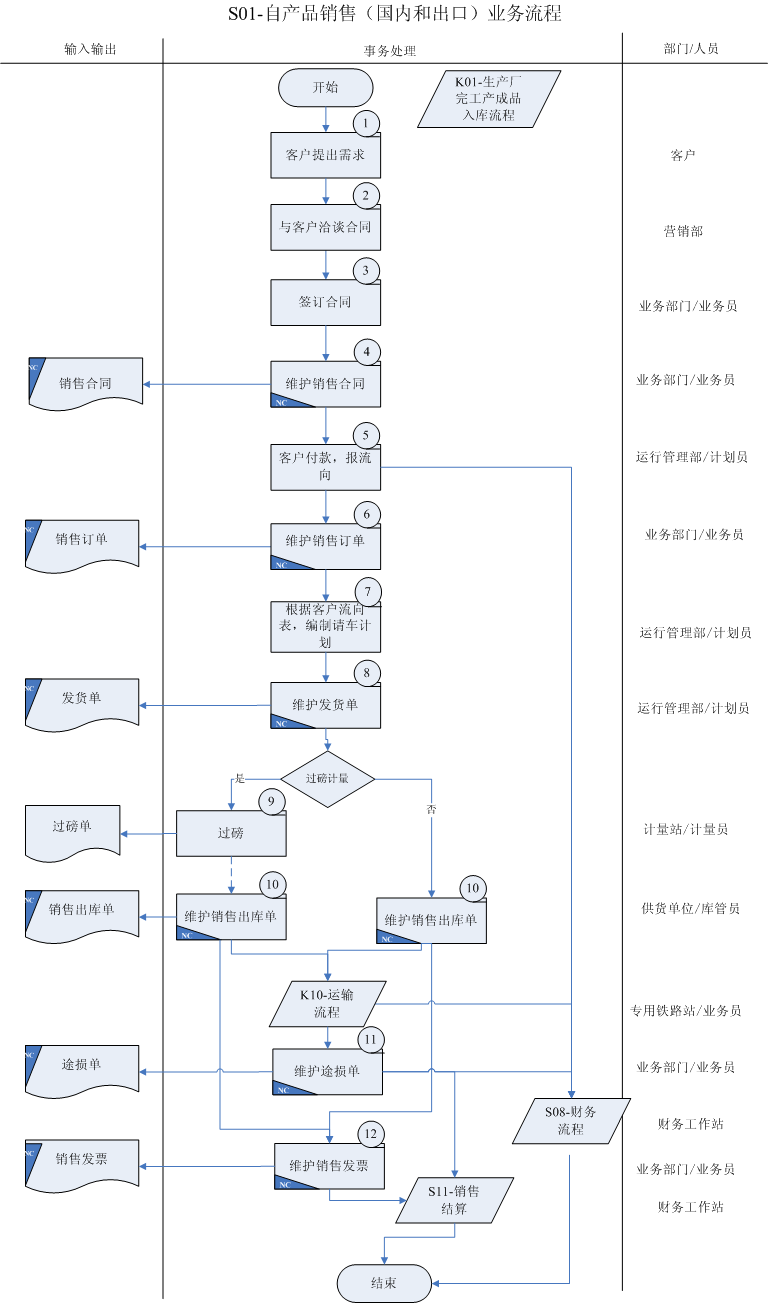 S01-自产品销售（国内和出口）业务流程
输入输出
事务处理
部门/人员
开始
K01-生产厂
完工产成品
入库流程
1
客户提出需求
客户
2
与客户洽谈合同
营销部
3
签订合同
业务部门/业务员
4
NC
销售合同
维护销售合同
NC
业务部门/业务员
5
客户付款，报流
向
运行管理部/计划员
6
NC
销售订单
维护销售订单
NC
业务部门/业务员
7
根据客户流向
表，编制请车计
划
运行管理部/计划员
8
NC
发货单
维护发货单
NC
运行管理部/计划员
过磅计量
是
否
9
过磅单
过磅
计量站/计量员
10
10
NC
销售出库单
维护销售出库单
NC
维护销售出库单
NC
供货单位/库管员
K10-运输
流程
专用铁路站/业务员
11
NC
途损单
维护途损单
NC
业务部门/业务员
S08-财务
流程
财务工作站
12
NC
销售发票
维护销售发票
NC
业务部门/业务员
S11-销售
结算
财务工作站
结束